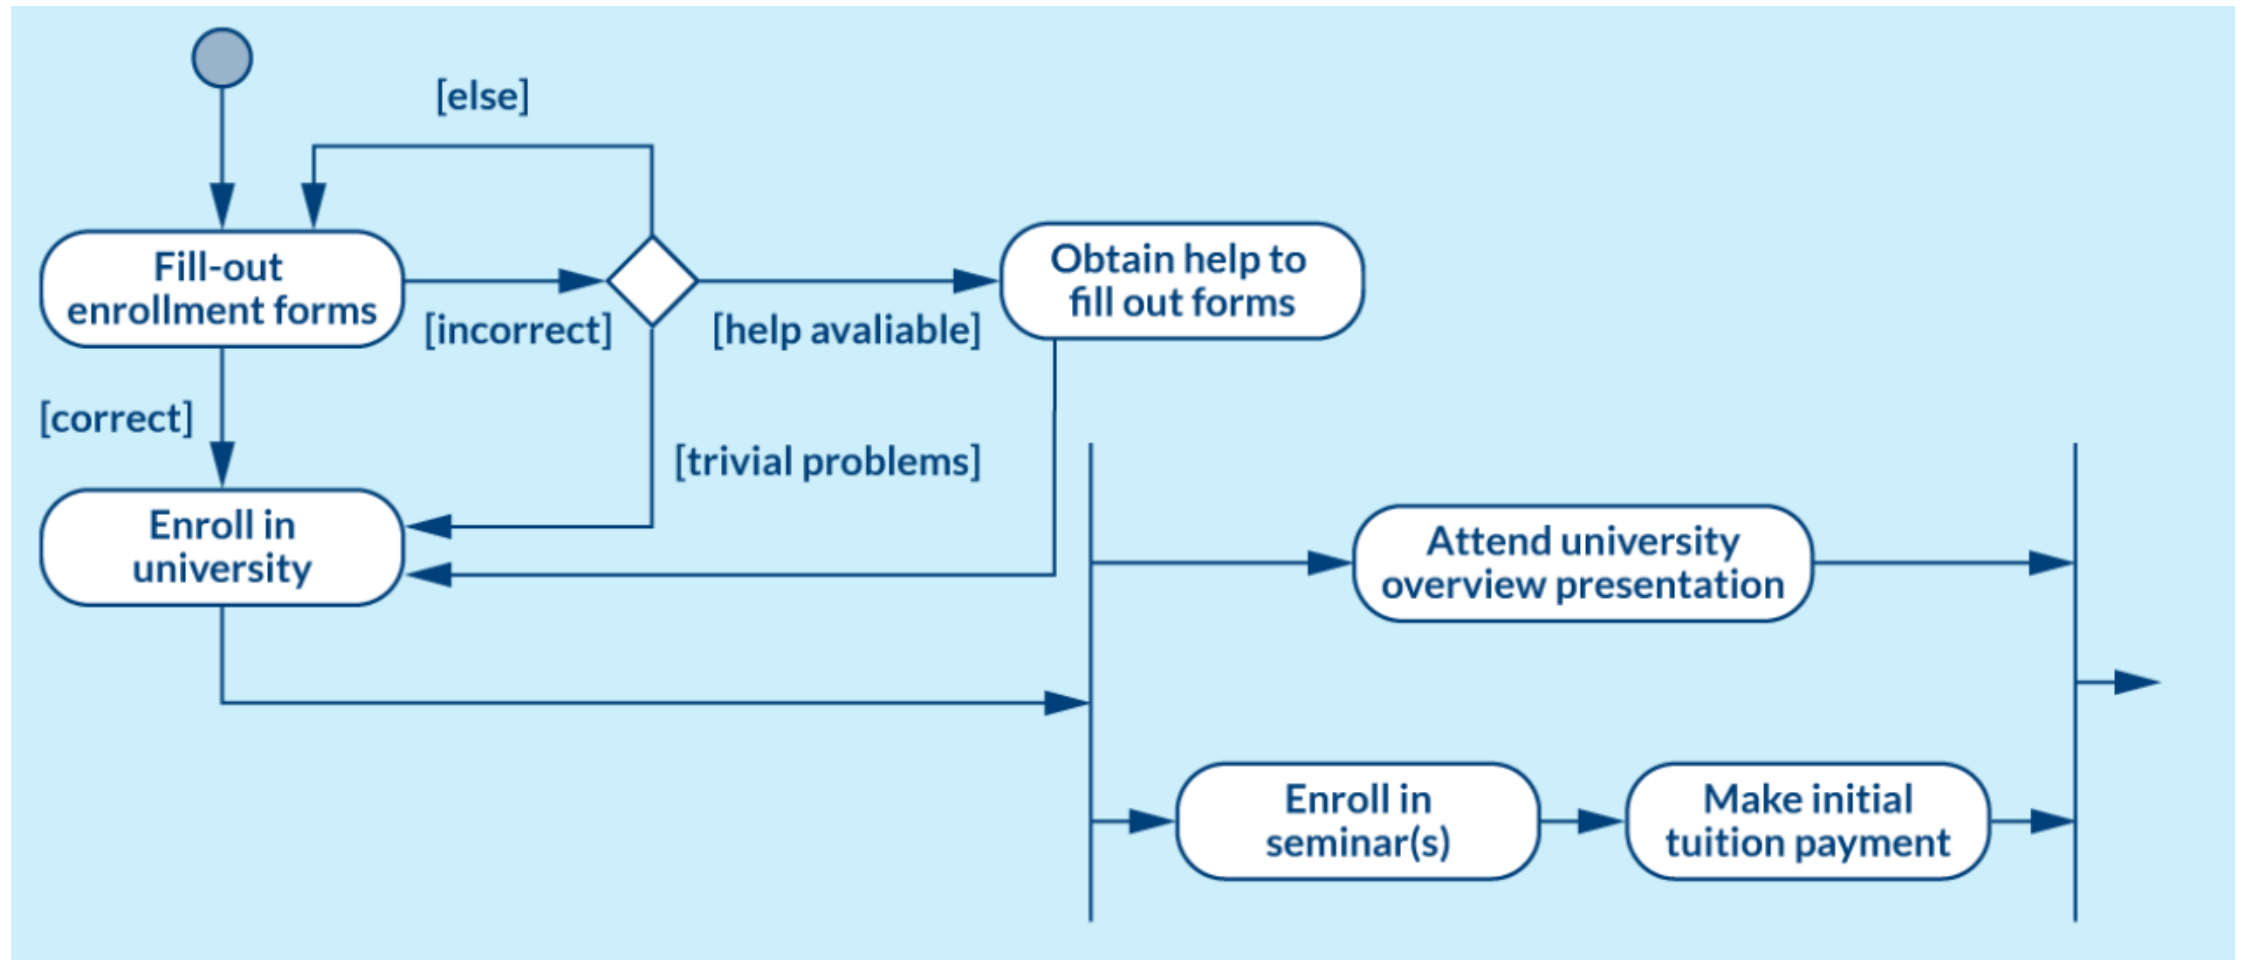 [else]
Fill-out
enrollment forms
[incorrect]
[help avaliable]
Obtain help to
fill out forms
[correct]
[trivial problems]
Enroll in
university
Attend university
overview presentation
Enroll in
seminar(s)
Make initial
tuition payment